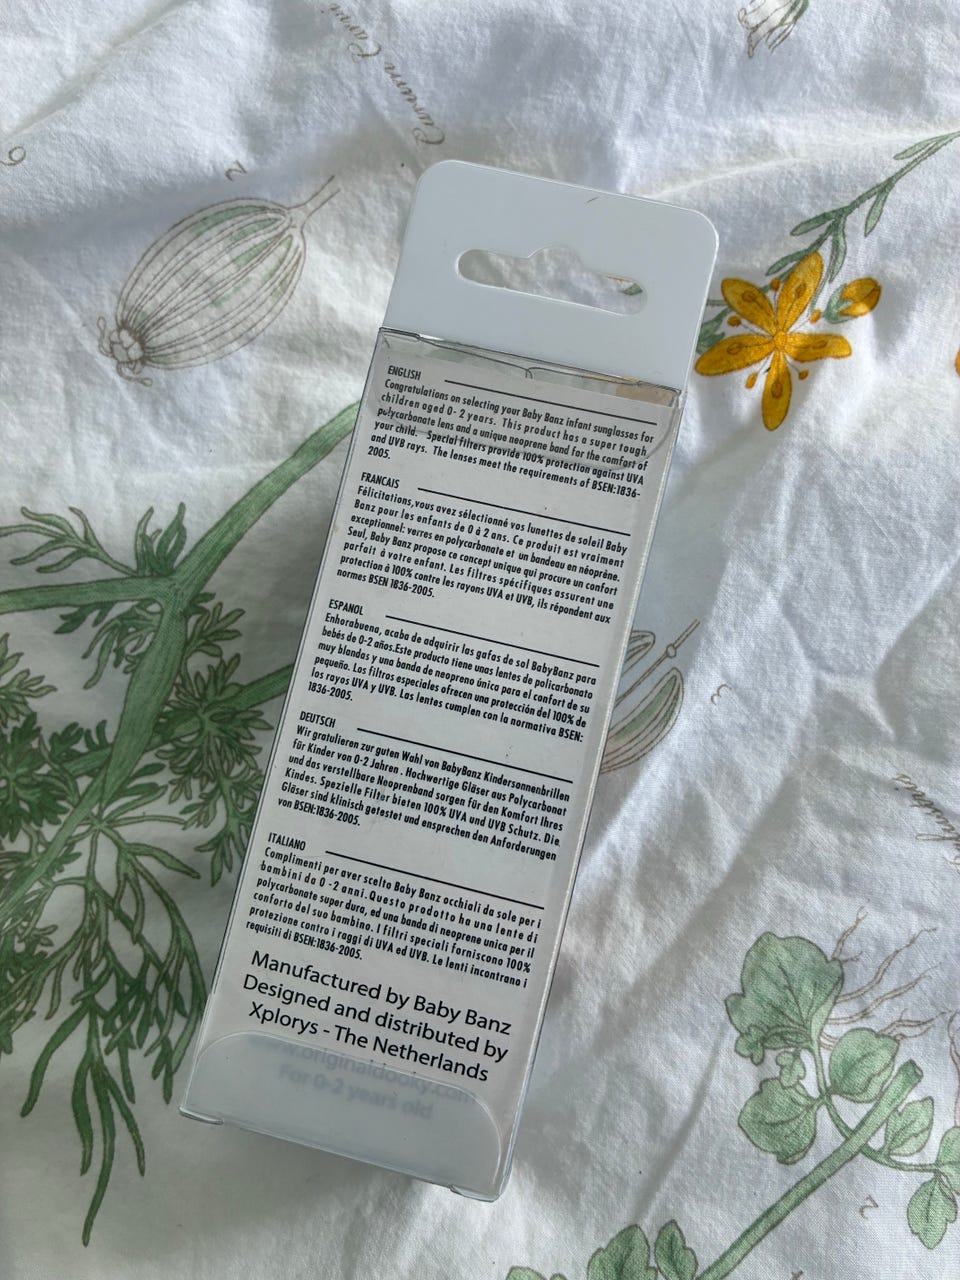 Carum Carvi
6
2
ENGLISH
Congratulations on selecting your Baby Banz infant sunglasses for
children aged 0- 2 years. This product has a super tough
polycarbonate lens and a unique neoprene band for the comfort of
your child. Special filters provide 100% protection against UVA
and UVB rays. The lenses meet the requirements of BSEN:1836-
2005.
FRANCAIS
Félicitations,vous avez sélectionné vos lunettes de soleil Baby
Banz pour les enfants de 0 à 2 ans. Ce produit est vraiment
exceptionnel: verres en polycarbonate et un bandeau en néoprène.
Seul, Baby Banz propose ce concept unique qui procure un confort
parfait à votre enfant. Les filtres spécifiques assurent une
protection à 100% contre les rayons UVA et UVB, ils répondent aux
normes BSEN 1836-2005.
ESPANOL
Enhorabuena, acaba de adquirir las gafas de sol BabyBanz para
bebés de 0-2 años.Este producto tiene unas lentes de policarbonato
muy blandas y una banda de neopreno única para el confort de su
pequeño. Los filtros especiales ofrecen una protección del 100% de
los rayos UVA y UVB. Las lentes cumplen con la normativa BSEN:
1836-2005.
DEUTSCH
Wir gratulieren zur guten Wahl von BabyBanz Kindersonnenbrillen
für Kinder von 0-2 Jahren . Hochwertige Gläser aus Polycarbonat
und das verstellbare Nooprenband sorgen für den Komfort Ihres
Kindes. Spezielle Filter bieten 100% UVA und UVB Schutz. Die
Gläser sind klinisch getestet und ensprechen den Anforderungen
von BSEN:1836-2005.
ITALIANO
Complimenti per aver scelto Baby Banz occhiali da sole per i
bambini da 0 -2 anni. Questo prodotto ha una lente di
polycarbonate super dura, ed una banda di neoprene unica per il
conforto del suo bambino. I filtri speciali forniscono 100%
protezione contro i raggi di UVA ed UVB. Le lenti incontrano i
requisiti di BSEN:1836-2005.
Manufactured by Baby Banz
Designed and distributed by
Xplorys - The Netherlands
www.originaldooky.com
For 0-2 years old
2